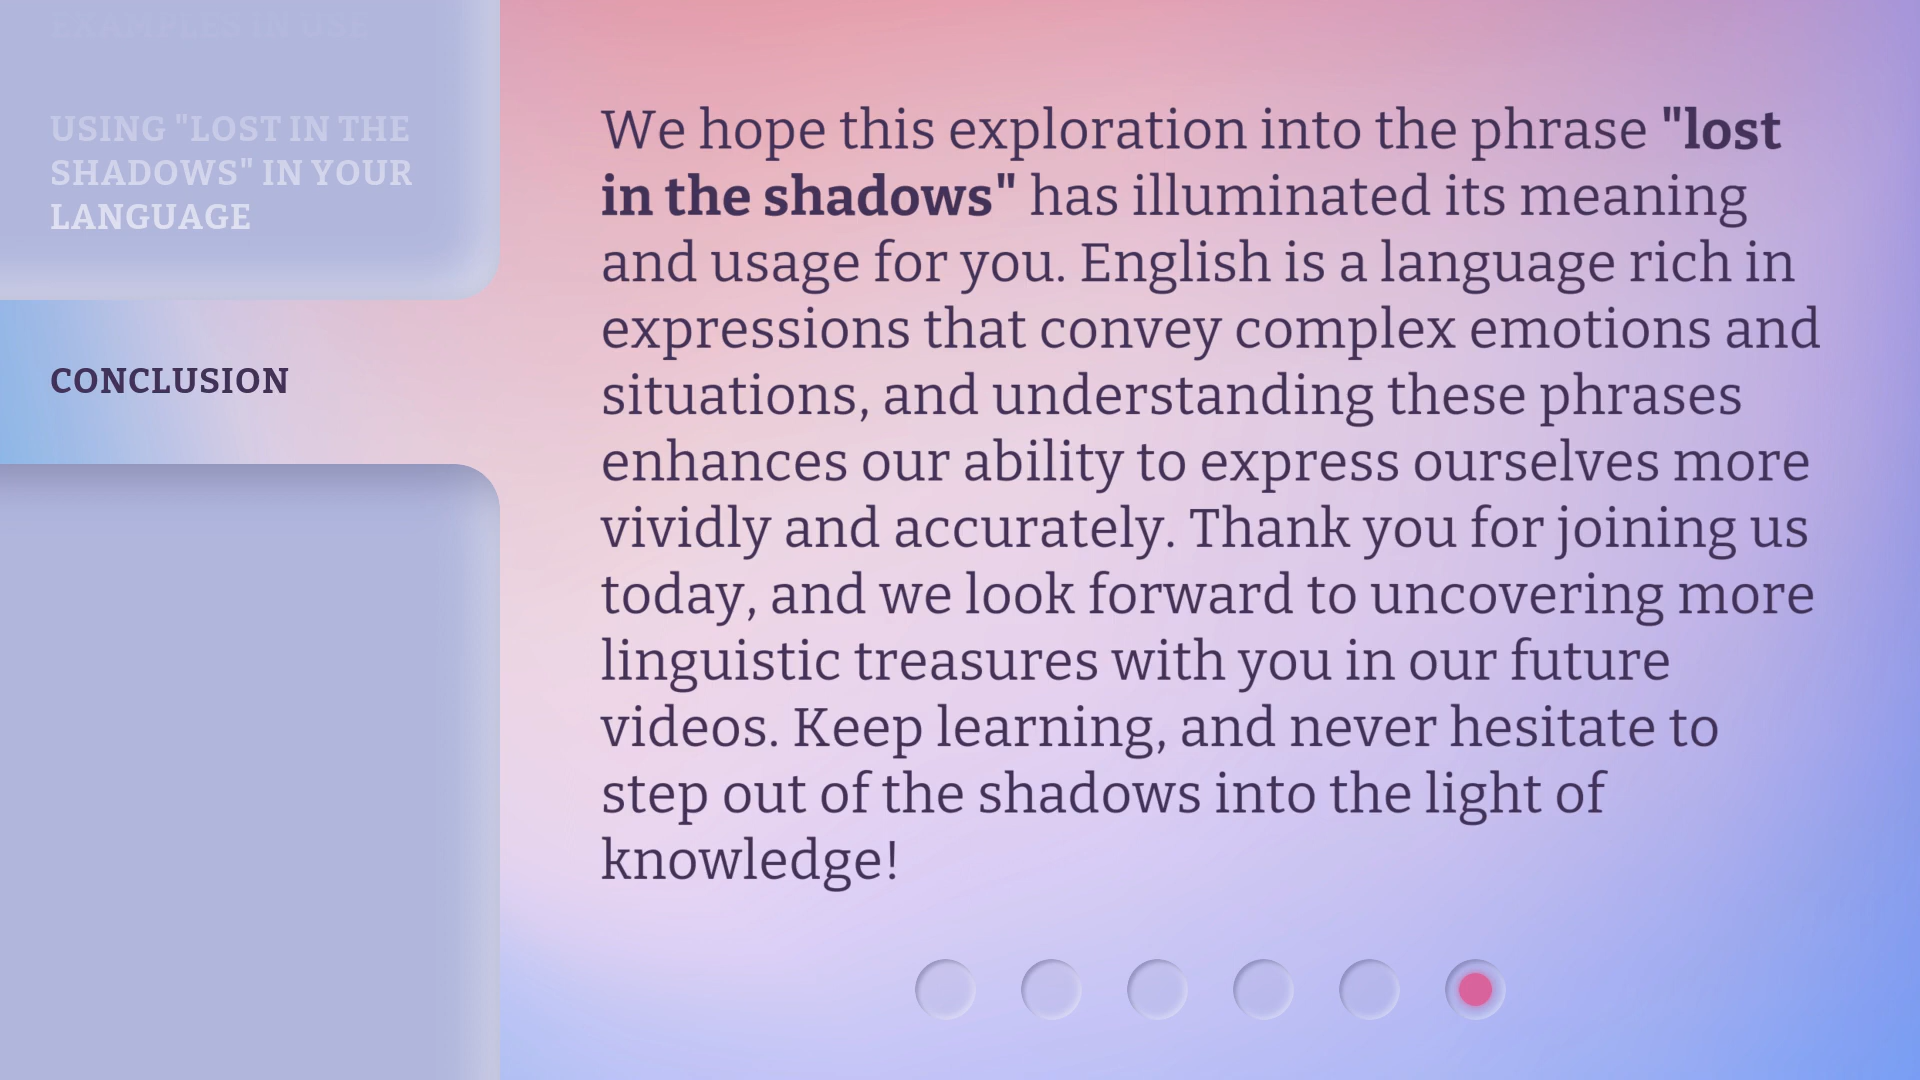 EXAMPLES IN USE
USING "LOST IN THE
SHADOWS" IN YOUR
LANGUAGE
CONCLUSION
We hope this exploration into the phrase "lost
in the shadows" has illuminated its meaning
and usage for you. English is a language rich in
expressions that convey complex emotions and
situations, and understanding these phrases
enhances our ability to express ourselves more
vividly and accurately. Thank you for joining us
today, and we look forward to uncovering more
linguistic treasures with you in our future
videos. Keep learning, and never hesitate to
step out of the shadows into the light of
knowledge!